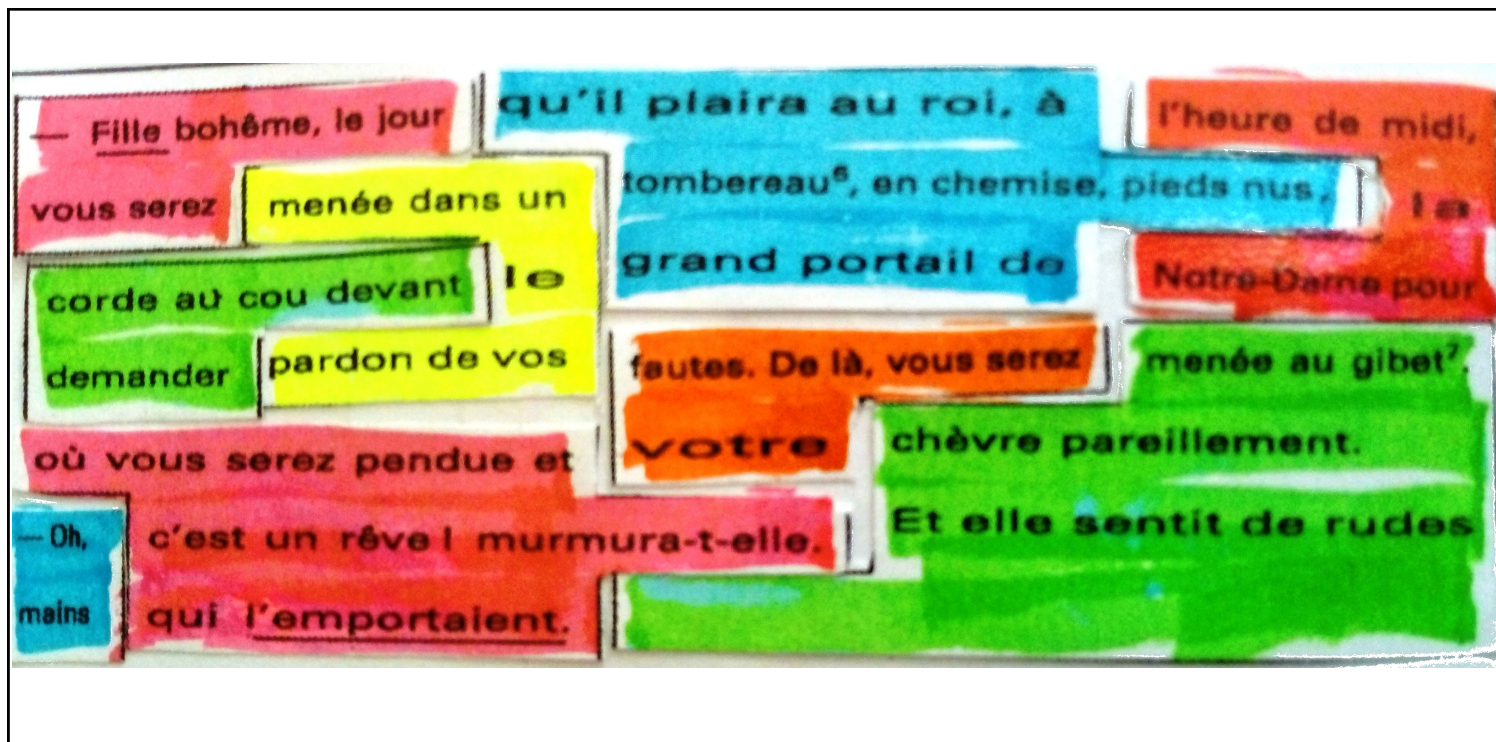 — Fille bohême, le jour qu'il plaira au roi, à l'heure de midi,
vous serez menée dans un tombereau⁶, en chemise, pieds nus, la
corde au cou devant le grand portail de Notre-Dame pour
demander pardon de vos fautes. De là, vous serez menée au gibet⁷.
où vous serez pendue et votre chèvre pareillement.
— Oh, c'est un rêve ! murmura-t-elle. Et elle sentit de rudes
mains qui l'emportaient.